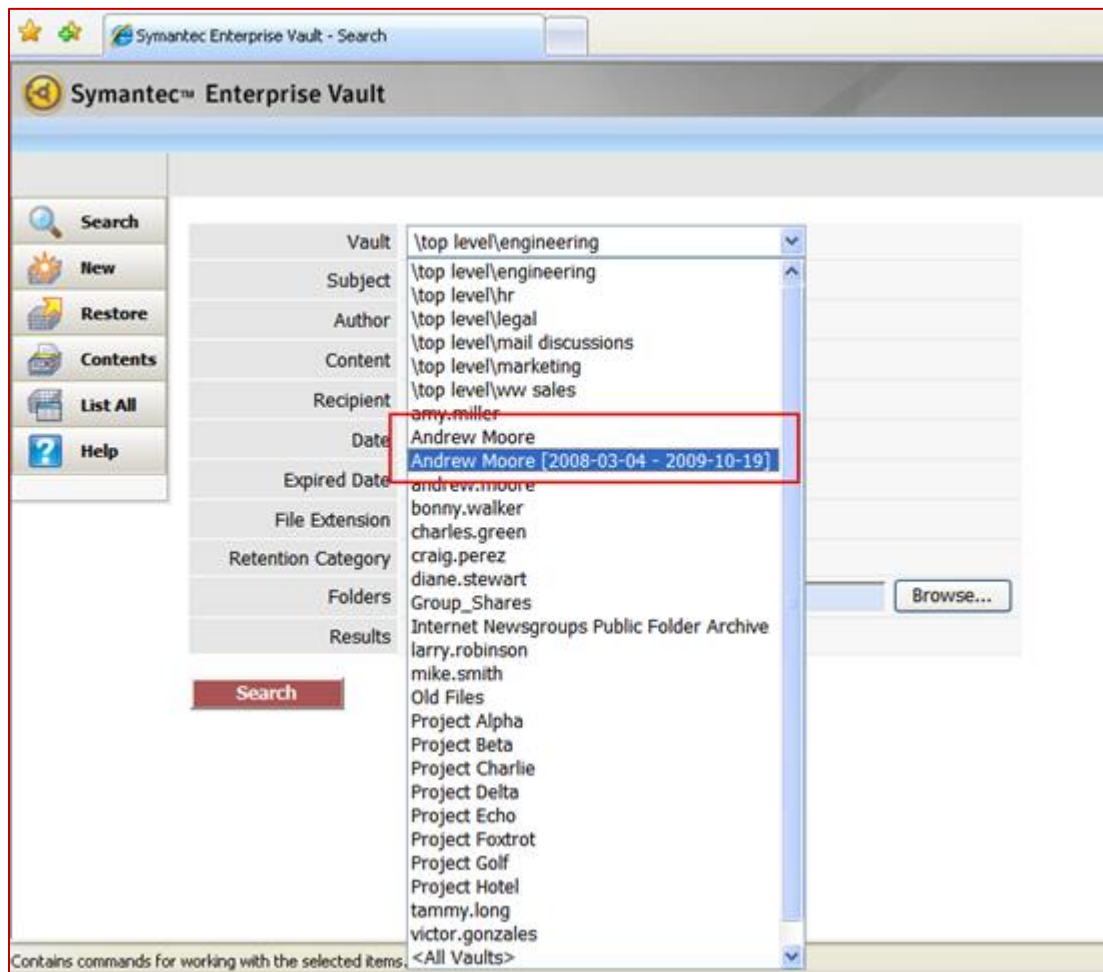 Symantec Enterprise Vault - Search
Symantec™ Enterprise Vault
Search
New
Restore
Contents
List All
Help
Vault
\top level\engineering
Subject
Author
Content
Recipient
Date
Expired Date
File Extension
Retention Category
Folders
Browse...
Results
Search
\top level\engineering
\top level\hr
\top level\legal
\top level\mail discussions
\top level\marketing
\top level\ww sales
amy.miller
Andrew Moore
Andrew Moore [2008-03-04 - 2009-10-19]
andrew.moore
bonny.walker
charles.green
craig.perez
diane.stewart
Group_Shares
Internet Newsgroups Public Folder Archive
larry.robinson
mike.smith
Old Files
Project Alpha
Project Beta
Project Charlie
Project Delta
Project Echo
Project Foxtrot
Project Golf
Project Hotel
tammy.long
victor.gonzales
<All Vaults>
Contains commands for working with the selected items.